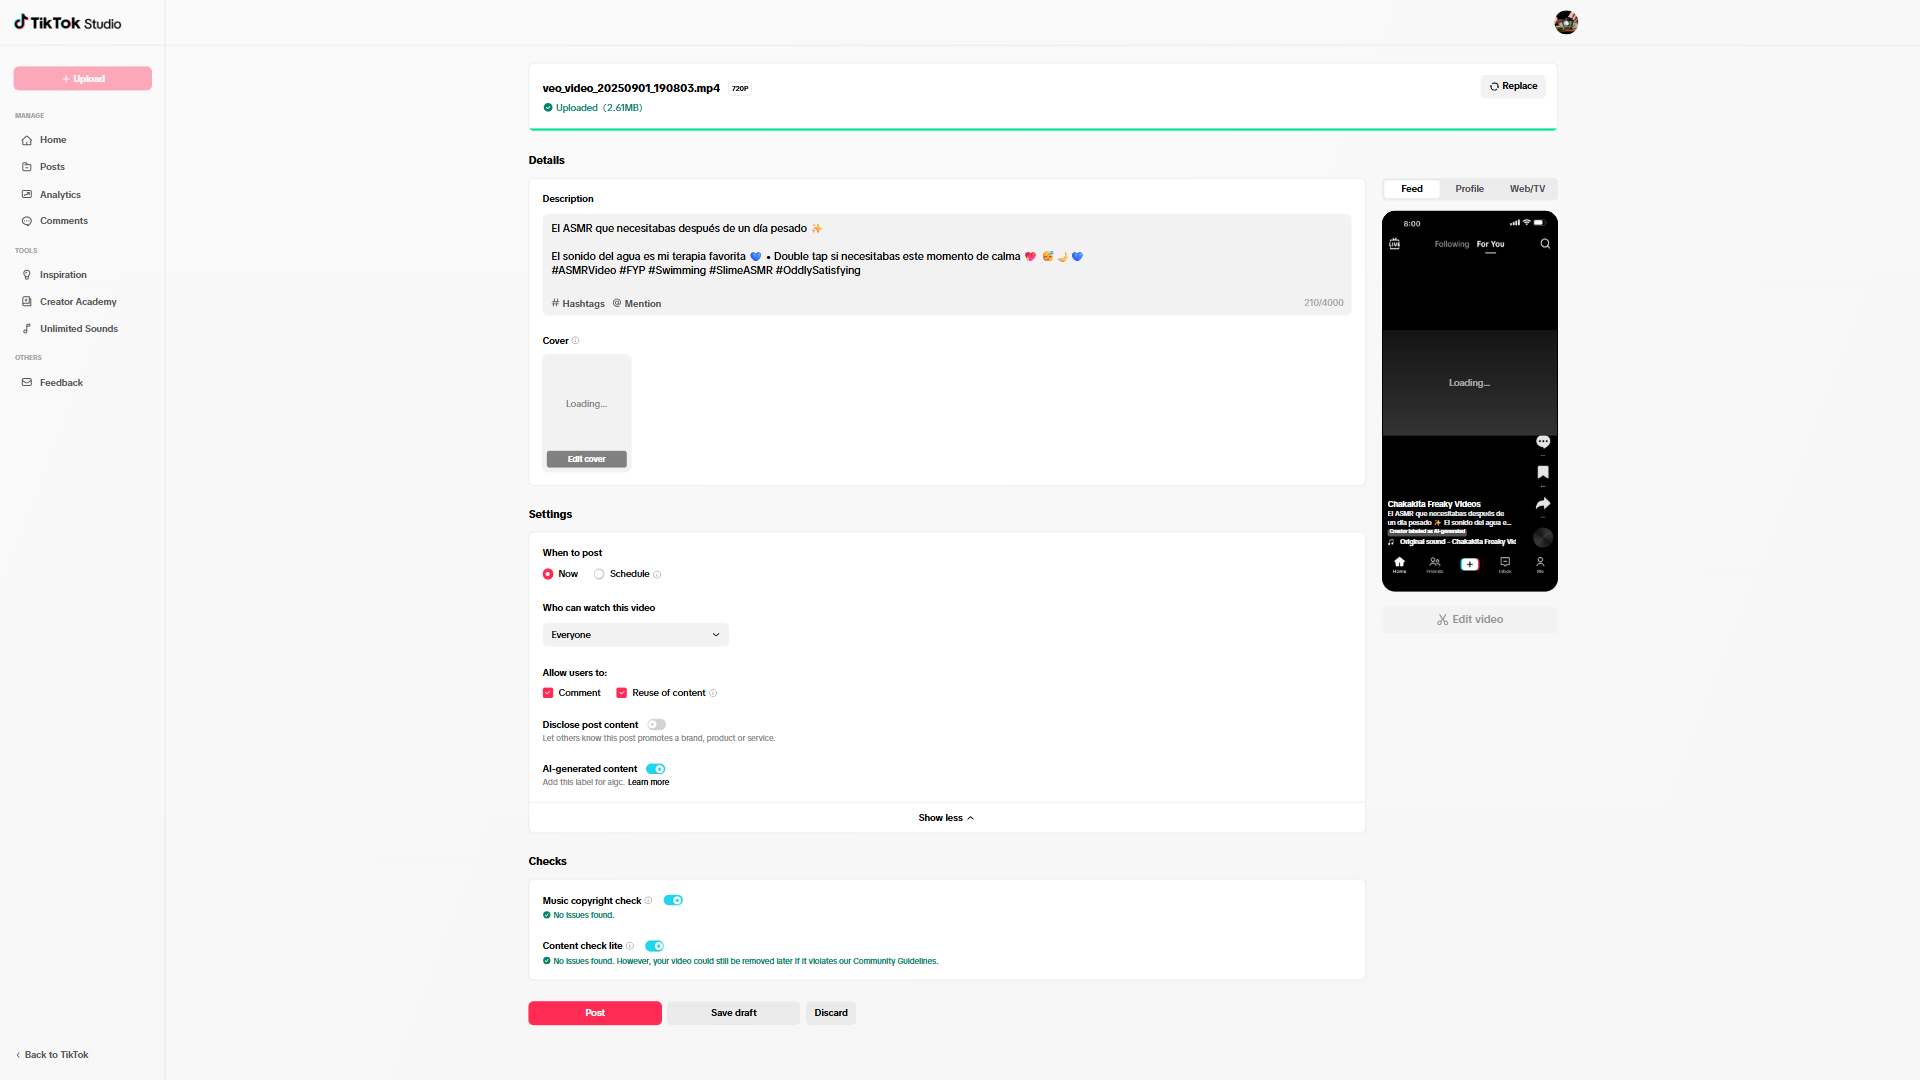 TikTok Studio
+ Upload
MANAGE
Home
Posts
Analytics
Comments
TOOLS
Inspiration
Creator Academy
Unlimited Sounds
OTHERS
Feedback
Back to TikTok
veo_video_20250901_190803.mp4 720P
Uploaded (2.61MB)
Replace
Details
Description
El ASMR que necesitabas después de un día pesado ✨
El sonido del agua es mi terapia favorita 💙 • Double tap si necesitabas este momento de calma 💖 😴 🌙 💙
#ASMRVideo #FYP #Swimming #SlimeASMR #OddlySatisfying
# Hashtags @ Mention 210/4000
Cover
Loading...
Edit cover
Settings
When to post
Now Schedule
Who can watch this video
Everyone
Allow users to:
Comment Reuse of content
Disclose post content
Let others know this post promotes a brand, product or service.
AI-generated content
Add this label for aigc. Learn more
Show less
Checks
Music copyright check
No issues found.
Content check lite
No issues found. However, your video could still be removed later if it violates our Community Guidelines.
Post Save draft Discard
Feed Profile Web/TV
8:00
LIVE Following For You
Loading...
Chakakita Freaky Videos
El ASMR que necesitabas después de
un día pesado ✨ El sonido del agua e...
Creator labeled as AI-generated
Original sound - Chakakita Freaky Vid
Home Friends Inbox Me
Edit video